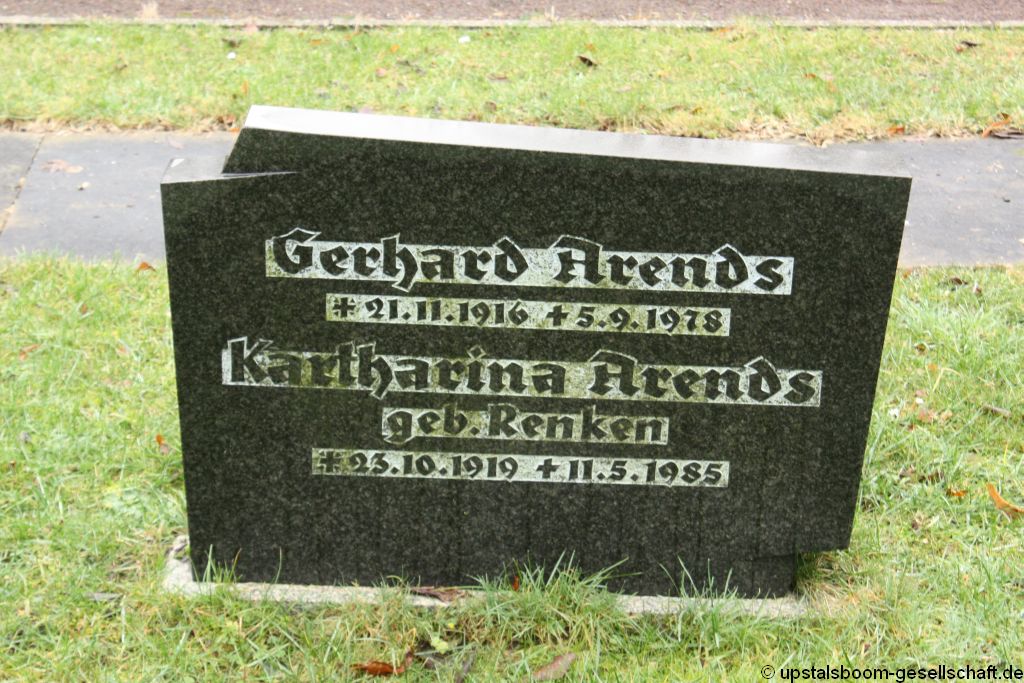 Gerhard Arends
* 21.11.1916 ✝ 5.9.1978
Kartharina Arends
geb. Renken
* 23.10.1919 ✝ 11.5.1985
© upstalsboom-gesellschaft.de